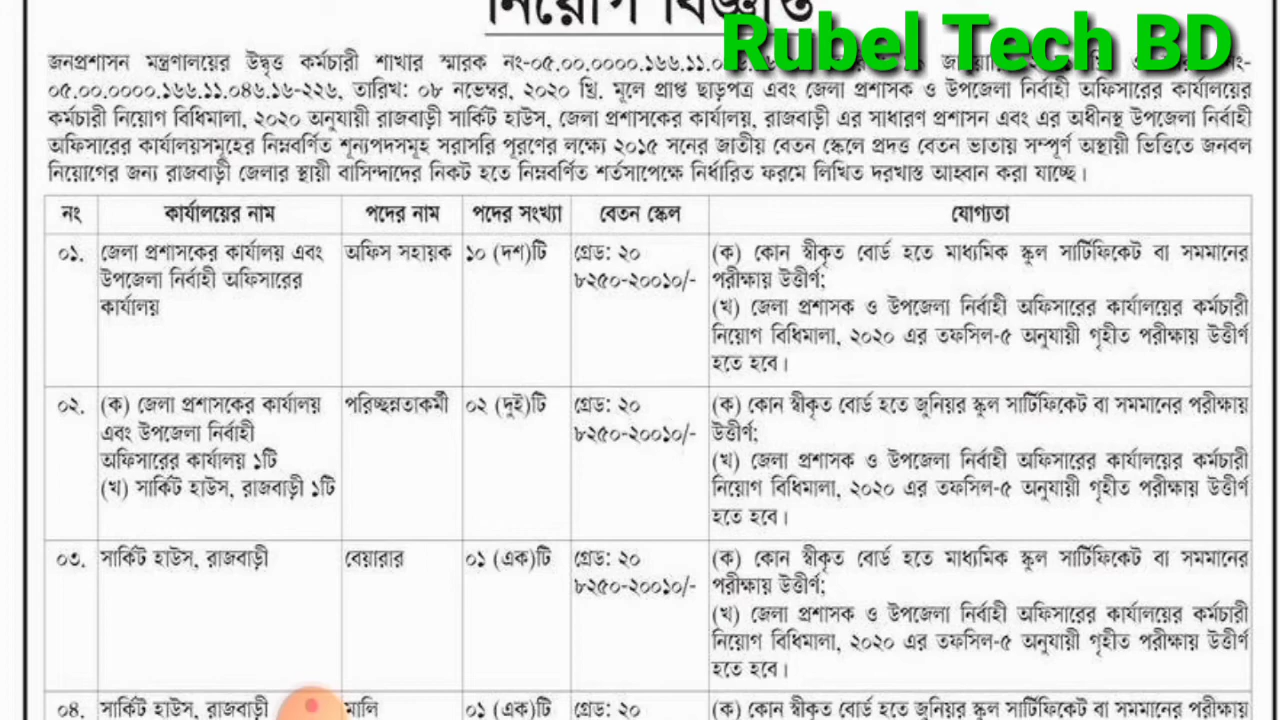 নিয়োগ বিজ্ঞপ্তি
Rubel Tech BD
জনপ্রশাসন মন্ত্রণালয়ের উদ্বৃত্ত কর্মচারী শাখার স্মারক নং-০৫.০০.০০০০.১৬৬.১১.০
০৫.০০.০০০০.১৬৬.১১.০৪৬.১৬-২২৬, তারিখ: ০৮ নভেম্বর, ২০২০ খ্রি. মূলে প্রাপ্ত ছাড়পত্র এবং জেলা প্রশাসক ও উপজেলা নির্বাহী অফিসারের কার্যালয়ের
কর্মচারী নিয়োগ বিধিমালা, ২০২০ অনুযায়ী রাজবাড়ী সার্কিট হাউস, জেলা প্রশাসকের কার্যালয়, রাজবাড়ী এর সাধারণ প্রশাসন এবং এর অধীনস্থ উপজেলা নির্বাহী
অফিসারের কার্যালয়সমূহের নিম্নবর্ণিত শূন্যপদসমূহ সরাসরি পূরণের লক্ষ্যে ২০১৫ সনের জাতীয় বেতন স্কেলে প্রদত্ত বেতন ভাতায় সম্পূর্ণ অস্থায়ী ভিত্তিতে জনবল
নিয়োগের জন্য রাজবাড়ী জেলার স্থায়ী বাসিন্দাদের নিকট হতে নিম্নবর্ণিত শর্তসাপেক্ষে নির্ধারিত ফরমে লিখিত দরখাস্ত আহ্বান করা যাচ্ছে।
নং কার্যালয়ের নাম পদের নাম পদের সংখ্যা বেতন স্কেল যোগ্যতা
০১. জেলা প্রশাসকের কার্যালয় এবং অফিস সহায়ক ১০ (দশ)টি গ্রেড: ২০ (ক) কোন স্বীকৃত বোর্ড হতে মাধ্যমিক স্কুল সার্টিফিকেট বা সমমানের
উপজেলা নির্বাহী অফিসারের ৮২৫০-২০০১০/- পরীক্ষায় উত্তীর্ণ;
কার্যালয় (খ) জেলা প্রশাসক ও উপজেলা নির্বাহী অফিসারের কার্যালয়ের কর্মচারী
নিয়োগ বিধিমালা, ২০২০ এর তফসিল-৫ অনুযায়ী গৃহীত পরীক্ষায় উত্তীর্ণ
হতে হবে।
০২. (ক) জেলা প্রশাসকের কার্যালয় পরিচ্ছন্নতাকর্মী ০২ (দুই)টি গ্রেড: ২০ (ক) কোন স্বীকৃত বোর্ড হতে জুনিয়র স্কুল সার্টিফিকেট বা সমমানের পরীক্ষায়
এবং উপজেলা নির্বাহী ৮২৫০-২০০১০/- উত্তীর্ণ;
অফিসারের কার্যালয় ১টি (খ) জেলা প্রশাসক ও উপজেলা নির্বাহী অফিসারের কার্যালয়ের কর্মচারী
(খ) সার্কিট হাউস, রাজবাড়ী ১টি নিয়োগ বিধিমালা, ২০২০ এর তফসিল-৫ অনুযায়ী গৃহীত পরীক্ষায় উত্তীর্ণ
হতে হবে।
০৩. সার্কিট হাউস, রাজবাড়ী বেয়ারার ০১ (এক)টি গ্রেড: ২০ (ক) কোন স্বীকৃত বোর্ড হতে মাধ্যমিক স্কুল সার্টিফিকেট বা সমমানের
৮২৫০-২০০১০/- পরীক্ষায় উত্তীর্ণ;
(খ) জেলা প্রশাসক ও উপজেলা নির্বাহী অফিসারের কার্যালয়ের কর্মচারী
নিয়োগ বিধিমালা, ২০২০ এর তফসিল-৫ অনুযায়ী গৃহীত পরীক্ষায় উত্তীর্ণ
হতে হবে।
০৪. সার্কিট হাউস, রাজবাড়ী মালি ০১ (এক)টি গ্রেড: ২০ (ক) কোন স্বীকৃত বোর্ড হতে জুনিয়র স্কুল সার্টিফিকেট বা সমমানের পরীক্ষায়